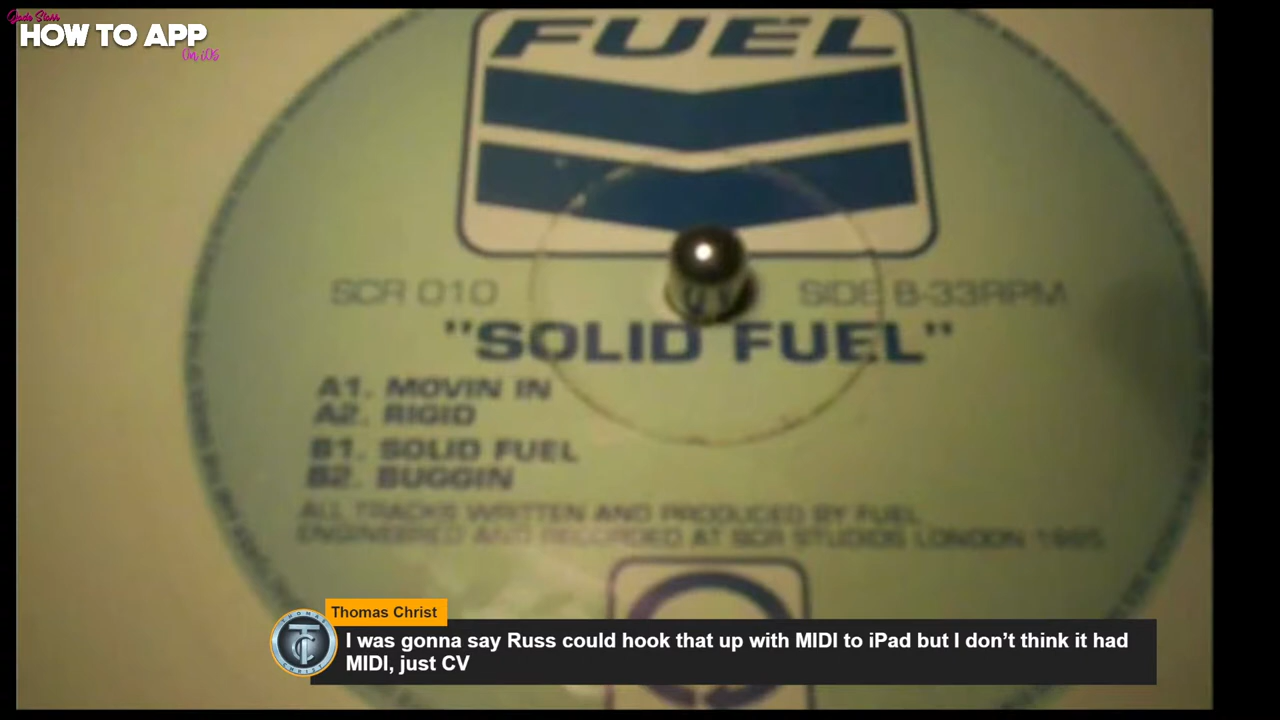 Jade Starr
HOW TO APP
On iOS
FUEL
SCR 010
SIDE B-33RPM
"SOLID FUEL"
A1. MOVIN IN
A2. RIGID
B1. SOLID FUEL
B2. BUGGIN
ALL TRACKS WRITTEN AND PRODUCED BY FUEL
ENGINEERED AND RECORDED AT SCR STUDIOS LONDON 1995
Thomas Christ
I was gonna say Russ could hook that up with MIDI to iPad but I don't think it had
MIDI, just CV